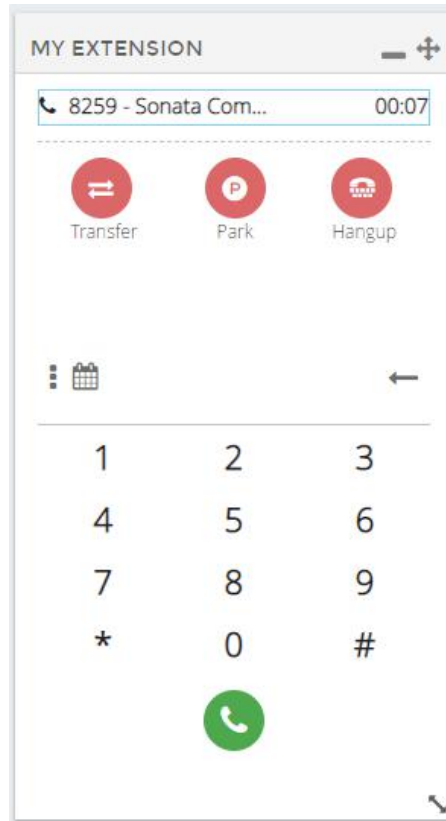 MY EXTENSION
8259 - Sonata Com... 00:07
P
Transfer Park Hangup
1 2 3
4 5 6
7 8 9
* 0 #